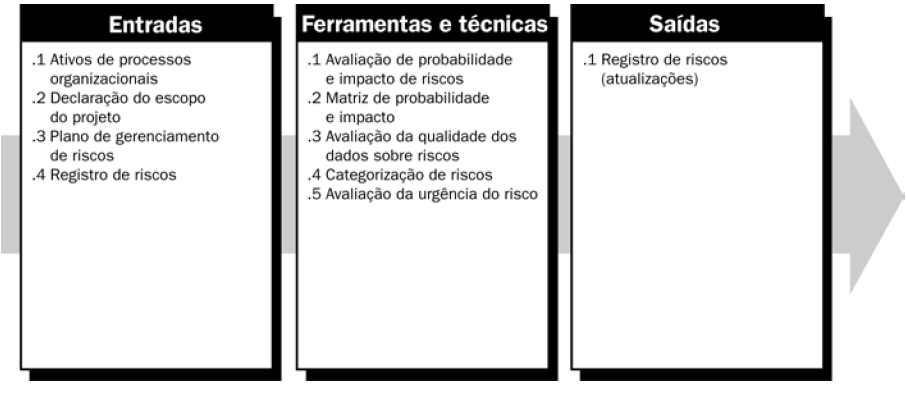 Entradas
.1 Ativos de processos
organizacionais
.2 Declaração do escopo
do projeto
.3 Plano de gerenciamento
de riscos
.4 Registro de riscos
Ferramentas e técnicas
.1 Avaliação de probabilidade
e impacto de riscos
.2 Matriz de probabilidade
e impacto
.3 Avaliação da qualidade dos
dados sobre riscos
.4 Categorização de riscos
.5 Avaliação da urgência do risco
Saídas
.1 Registro de riscos
(atualizações)